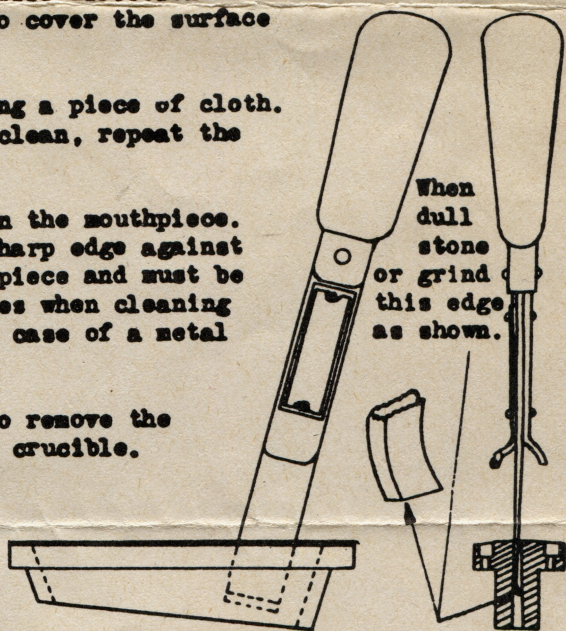 o cover the surface
ng a piece of cloth.
clean, repeat the
n the mouthpiece.
harp edge against
piece and must be
es when cleaning
case of a metal
o remove the
crucible.
When
dull
stone
or grind
this edge
as shown.